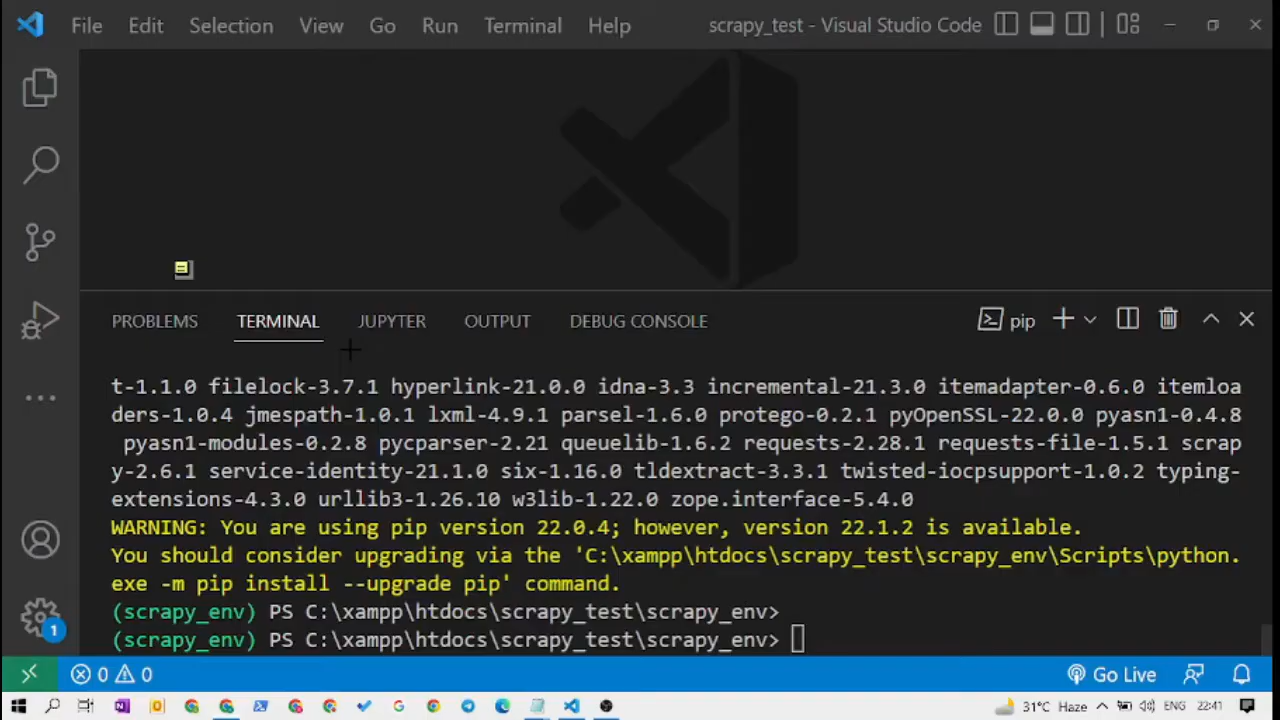 File Edit Selection View Go Run Terminal Help scrapy_test - Visual Studio Code
PROBLEMS TERMINAL JUPYTER OUTPUT DEBUG CONSOLE pip
t-1.1.0 filelock-3.7.1 hyperlink-21.0.0 idna-3.3 incremental-21.3.0 itemadapter-0.6.0 itemloa
ders-1.0.4 jmespath-1.0.1 lxml-4.9.1 parsel-1.6.0 protego-0.2.1 pyOpenSSL-22.0.0 pyasn1-0.4.8
pyasn1-modules-0.2.8 pycparser-2.21 queuelib-1.6.2 requests-2.28.1 requests-file-1.5.1 scrap
y-2.6.1 service-identity-21.1.0 six-1.16.0 tldextract-3.3.1 twisted-iocpsupport-1.0.2 typing-
extensions-4.3.0 urllib3-1.26.10 w3lib-1.22.0 zope.interface-5.4.0
WARNING: You are using pip version 22.0.4; however, version 22.1.2 is available.
You should consider upgrading via the 'C:\xampp\htdocs\scrapy_test\scrapy_env\Scripts\python.
exe -m pip install --upgrade pip' command.
(scrapy_env) PS C:\xampp\htdocs\scrapy_test\scrapy_env>
(scrapy_env) PS C:\xampp\htdocs\scrapy_test\scrapy_env>
1
0 0 Go Live
31°C Haze ENG 22:41